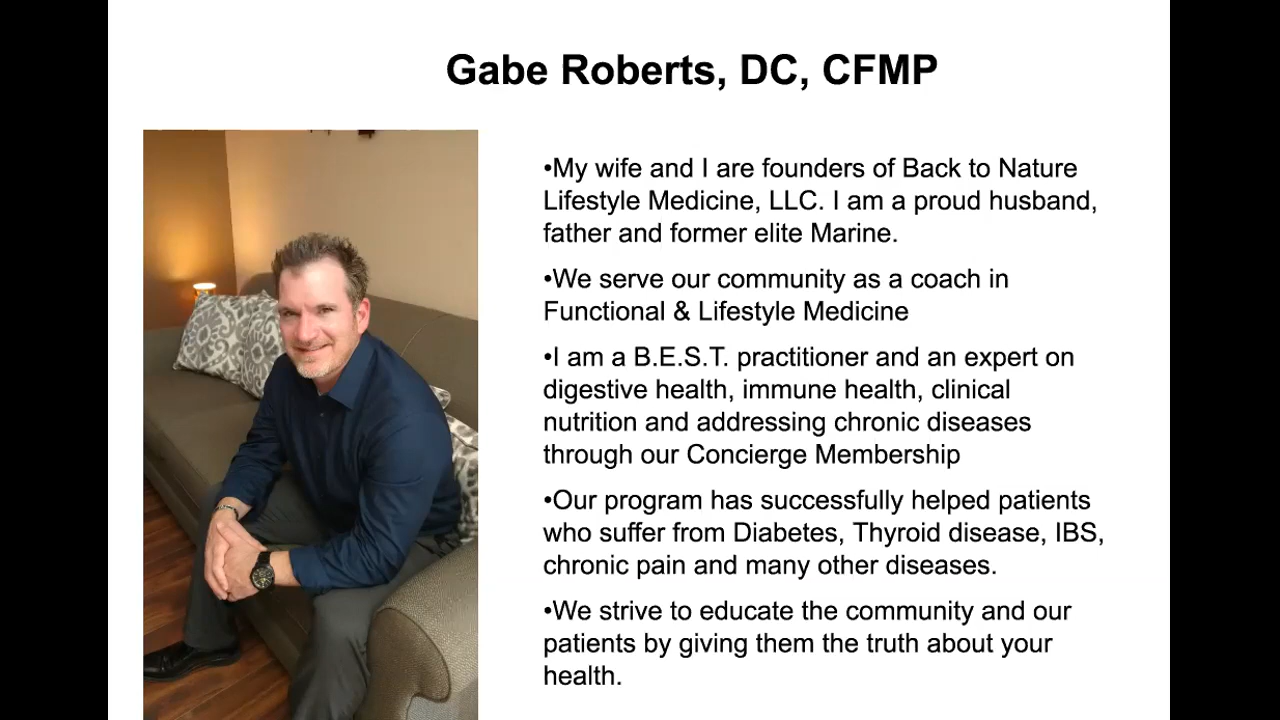 Gabe Roberts, DC, CFMP
•My wife and I are founders of Back to Nature
Lifestyle Medicine, LLC. I am a proud husband,
father and former elite Marine.
•We serve our community as a coach in
Functional & Lifestyle Medicine
•I am a B.E.S.T. practitioner and an expert on
digestive health, immune health, clinical
nutrition and addressing chronic diseases
through our Concierge Membership
•Our program has successfully helped patients
who suffer from Diabetes, Thyroid disease, IBS,
chronic pain and many other diseases.
•We strive to educate the community and our
patients by giving them the truth about your
health.